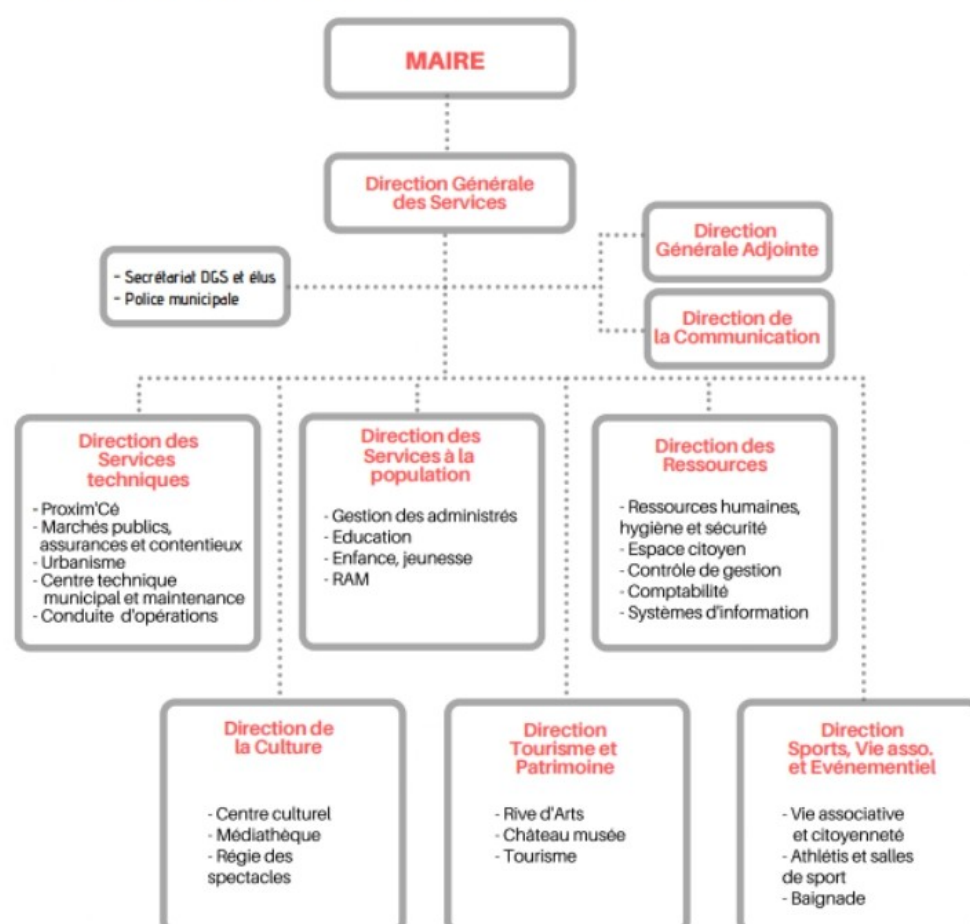 MAIRE
Direction Générale
des Services
Direction
Générale Adjointe
- Secrétariat DGS et élus
- Police municipale
Direction de
la Communication
Direction des
Services
techniques
- Proxim'Cé
- Marchés publics,
assurances et contentieux
- Urbanisme
- Centre technique
municipal et maintenance
- Conduite d'opérations
Direction des
Services à la
population
- Gestion des administrés
- Education
- Enfance, jeunesse
- RAM
Direction des
Ressources
- Ressources humaines,
hygiène et sécurité
- Espace citoyen
- Contrôle de gestion
- Comptabilité
- Systèmes d'information
Direction de
la Culture
- Centre culturel
- Médiathèque
- Régie des
spectacles
Direction
Tourisme et
Patrimoine
- Rive d'Arts
- Château musée
- Tourisme
Direction
Sports, Vie asso.
et Evénementiel
- Vie associative
et citoyenneté
- Athlétis et salles
de sport
- Baignade